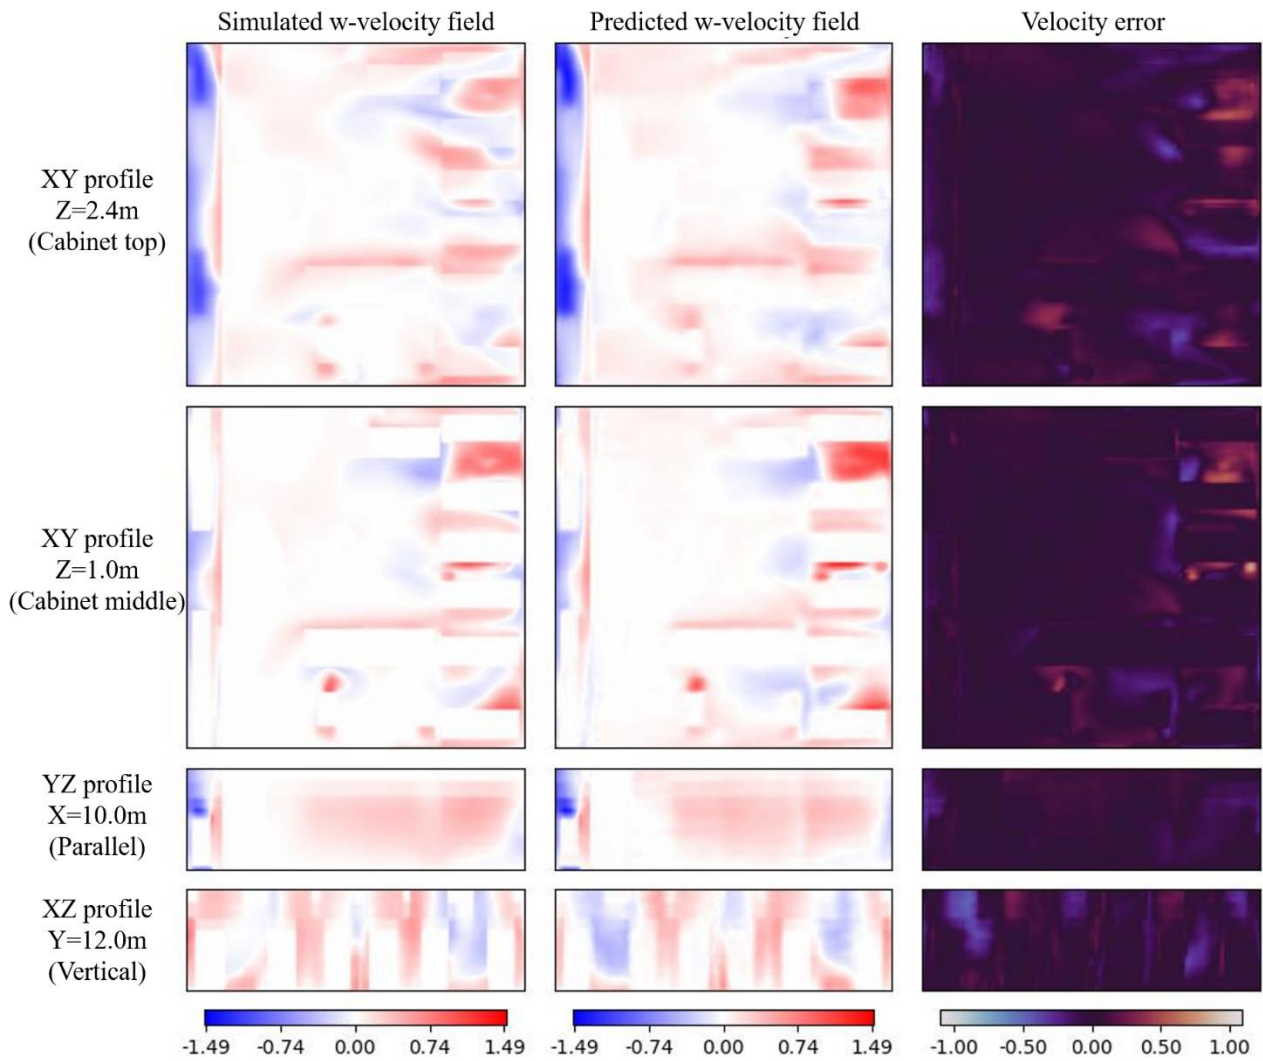 Simulated w-velocity field
Predicted w-velocity field
Velocity error
XY profile
Z=2.4m
(Cabinet top)
XY profile
Z=1.0m
(Cabinet middle)
YZ profile
X=10.0m
(Parallel)
XZ profile
Y=12.0m
(Vertical)
-1.49 -0.74 0.00 0.74 1.49
-1.49 -0.74 0.00 0.74 1.49
-1.00 -0.50 0.00 0.50 1.00